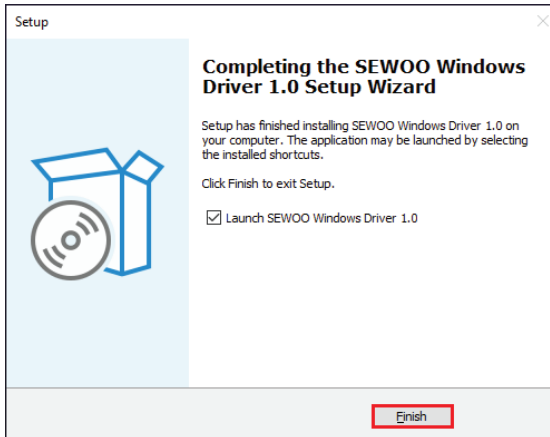 Setup
Completing the SEWOO Windows
Driver 1.0 Setup Wizard
Setup has finished installing SEWOO Windows Driver 1.0 on
your computer. The application may be launched by selecting
the installed shortcuts.
Click Finish to exit Setup.
Launch SEWOO Windows Driver 1.0
Finish